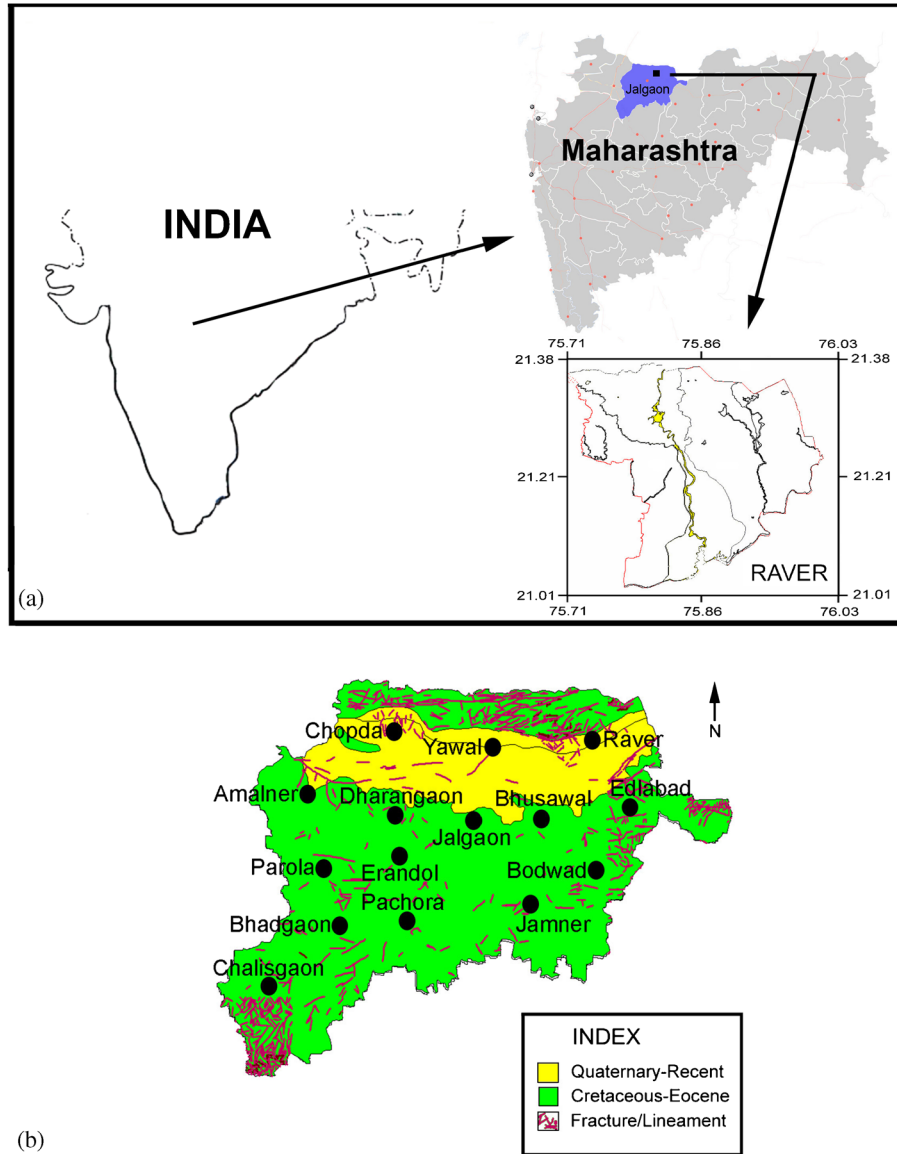 INDIA
Jalgaon
Maharashtra
75.71 75.86 76.03
21.38 21.38
21.21 21.21
RAVER
21.01 21.01
75.71 75.86 76.03
(a)
N
Chopda
Yawal
Raver
Amalner
Dharangaon
Bhusawal
Edlabad
Jalgaon
Parola
Erandol
Bodwad
Pachora
Bhadgaon
Jamner
Chalisgaon
INDEX
Quaternary-Recent
Cretaceous-Eocene
Fracture/Lineament
(b)